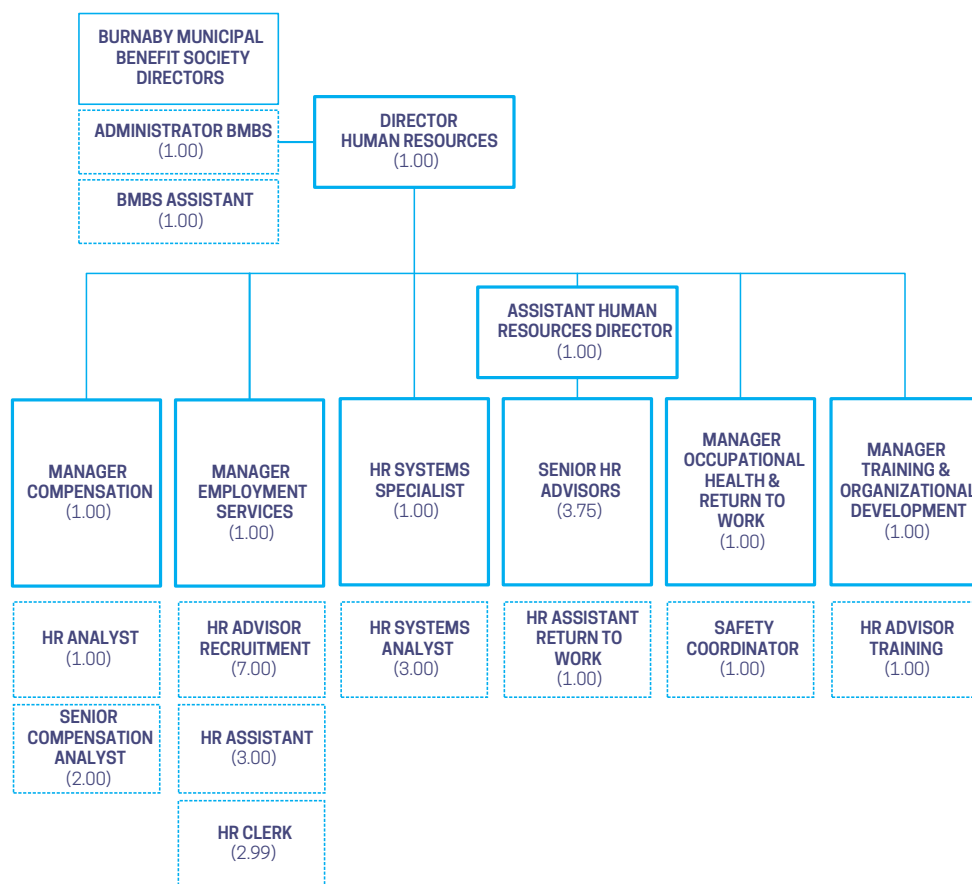 BURNABY MUNICIPAL
BENEFIT SOCIETY
DIRECTORS
ADMINISTRATOR BMBS
(1.00)
BMBS ASSISTANT
(1.00)
DIRECTOR
HUMAN RESOURCES
(1.00)
ASSISTANT HUMAN
RESOURCES DIRECTOR
(1.00)
MANAGER
COMPENSATION
(1.00)
MANAGER
EMPLOYMENT
SERVICES
(1.00)
HR SYSTEMS
SPECIALIST
(1.00)
SENIOR HR
ADVISORS
(3.75)
MANAGER
OCCUPATIONAL
HEALTH &
RETURN TO
WORK
(1.00)
MANAGER
TRAINING &
ORGANIZATIONAL
DEVELOPMENT
(1.00)
HR ANALYST
(1.00)
HR ADVISOR
RECRUITMENT
(7.00)
HR SYSTEMS
ANALYST
(3.00)
HR ASSISTANT
RETURN TO
WORK
(1.00)
SAFETY
COORDINATOR
(1.00)
HR ADVISOR
TRAINING
(1.00)
SENIOR
COMPENSATION
ANALYST
(2.00)
HR ASSISTANT
(3.00)
HR CLERK
(2.99)